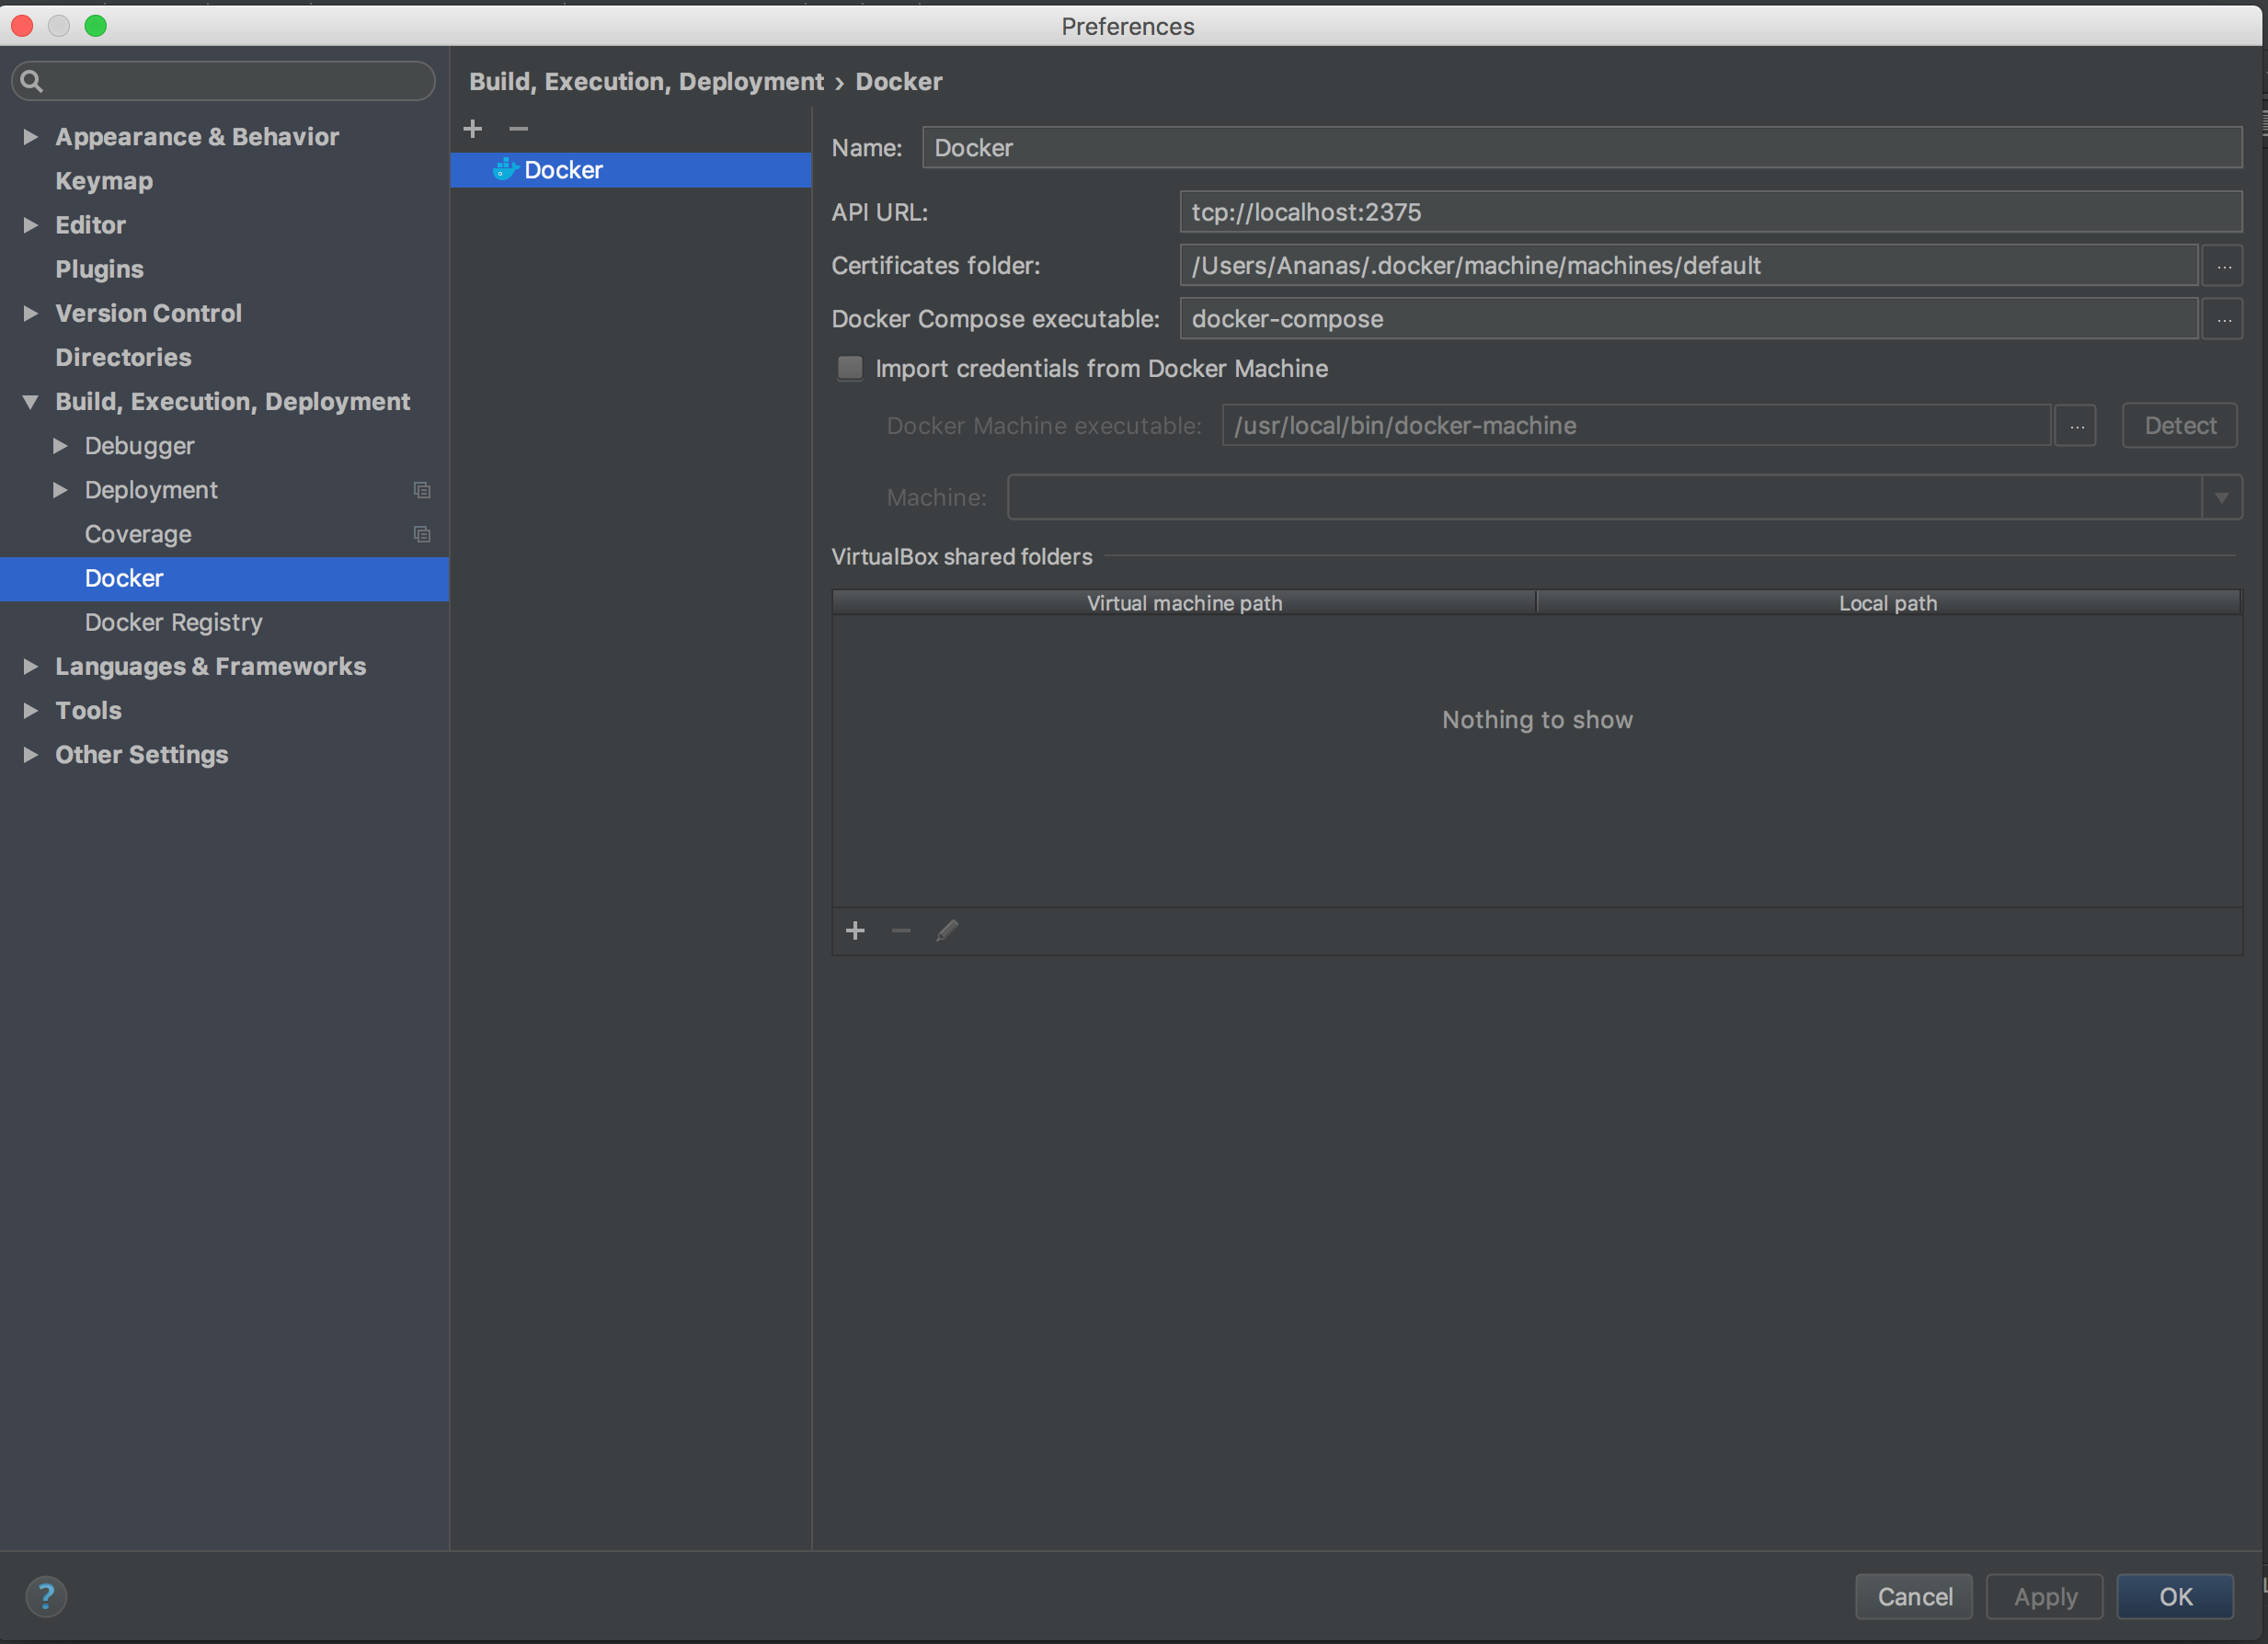 Preferences
Build, Execution, Deployment › Docker
Appearance & Behavior
Keymap
Editor
Plugins
Version Control
Directories
Build, Execution, Deployment
Debugger
Deployment
Coverage
Docker
Docker Registry
Languages & Frameworks
Tools
Other Settings
Docker
Name: Docker
API URL: tcp://localhost:2375
Certificates folder: /Users/Ananas/.docker/machine/machines/default ...
Docker Compose executable: docker-compose ...
Import credentials from Docker Machine
Docker Machine executable: /usr/local/bin/docker-machine ... Detect
Machine:
VirtualBox shared folders
Virtual machine path Local path
Nothing to show
? Cancel Apply OK